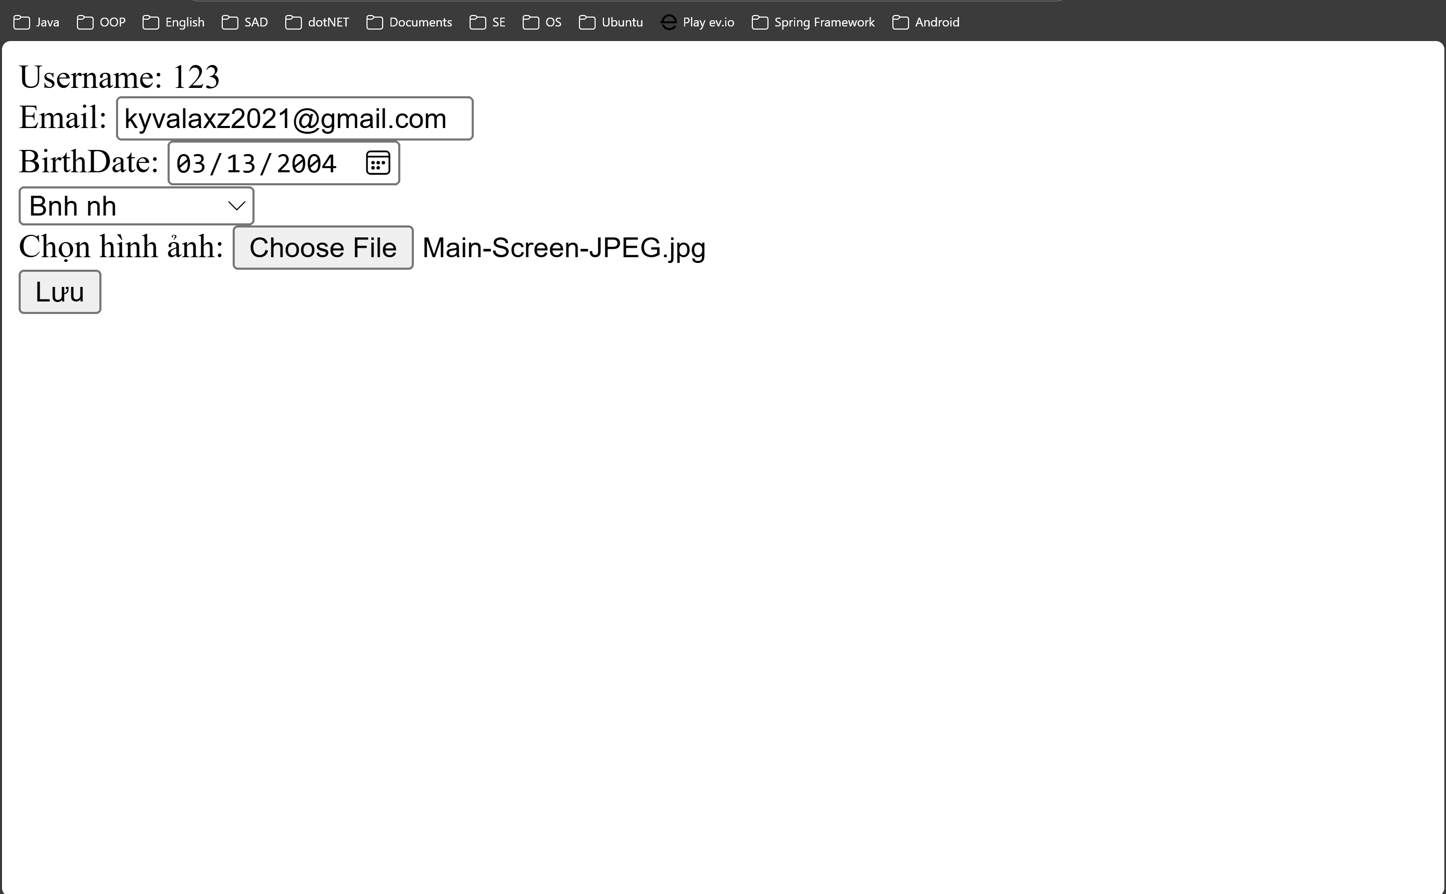 Java OOP English SAD dotNET Documents SE OS Ubuntu Play ev.io Spring Framework Android
Username: 123
Email: kyvalaxz2021@gmail.com
BirthDate: 03/13/2004
Bnh nh
Chọn hình ảnh: Choose File Main-Screen-JPEG.jpg
Lưu